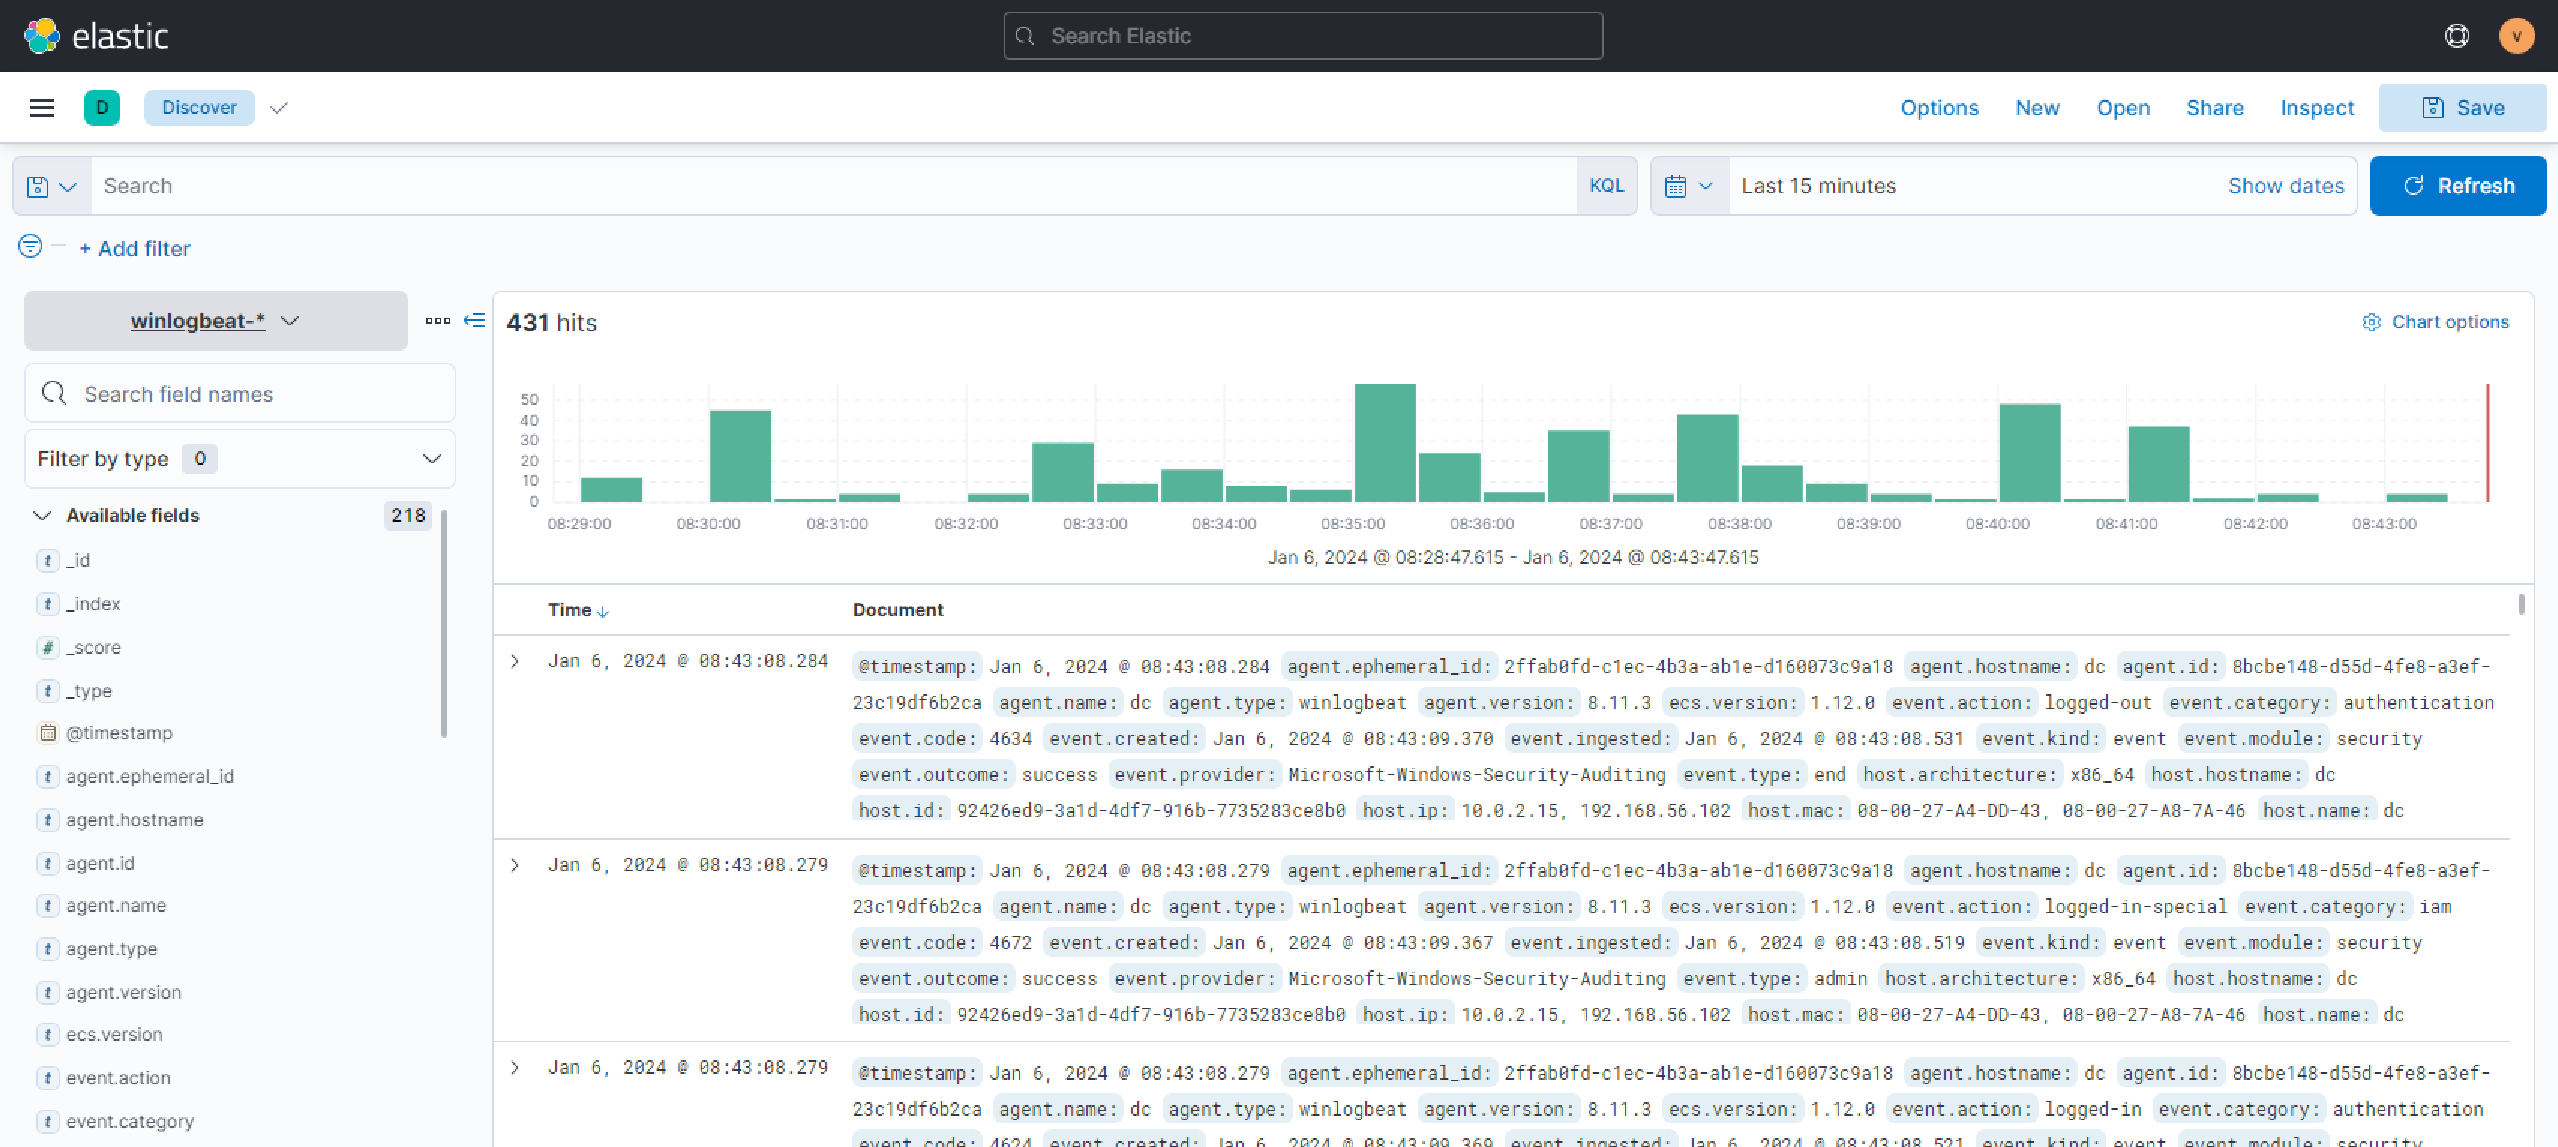 elastic
Search Elastic
V
D
Discover
Options New Open Share Inspect Save
Search
KQL
Last 15 minutes
Show dates
Refresh
+ Add filter
winlogbeat-*
Search field names
Filter by type 0
Available fields 218
t _id
t _index
# _score
t _type
@timestamp
t agent.ephemeral_id
t agent.hostname
t agent.id
t agent.name
t agent.type
t agent.version
t ecs.version
t event.action
t event.category
431 hits
Chart options
50
40
30
20
10
0
08:29:00 08:30:00 08:31:00 08:32:00 08:33:00 08:34:00 08:35:00 08:36:00 08:37:00 08:38:00 08:39:00 08:40:00 08:41:00 08:42:00 08:43:00
Jan 6, 2024 @ 08:28:47.615 - Jan 6, 2024 @ 08:43:47.615
Time Document
Jan 6, 2024 @ 08:43:08.284
@timestamp: Jan 6, 2024 @ 08:43:08.284 agent.ephemeral_id: 2ffab0fd-c1ec-4b3a-ab1e-d160073c9a18 agent.hostname: dc agent.id: 8bcbe148-d55d-4fe8-a3ef-
23c19df6b2ca agent.name: dc agent.type: winlogbeat agent.version: 8.11.3 ecs.version: 1.12.0 event.action: logged-out event.category: authentication
event.code: 4634 event.created: Jan 6, 2024 @ 08:43:09.370 event.ingested: Jan 6, 2024 @ 08:43:08.531 event.kind: event event.module: security
event.outcome: success event.provider: Microsoft-Windows-Security-Auditing event.type: end host.architecture: x86_64 host.hostname: dc
host.id: 92426ed9-3a1d-4df7-916b-7735283ce8b0 host.ip: 10.0.2.15, 192.168.56.102 host.mac: 08-00-27-A4-DD-43, 08-00-27-A8-7A-46 host.name: dc
Jan 6, 2024 @ 08:43:08.279
@timestamp: Jan 6, 2024 @ 08:43:08.279 agent.ephemeral_id: 2ffab0fd-c1ec-4b3a-ab1e-d160073c9a18 agent.hostname: dc agent.id: 8bcbe148-d55d-4fe8-a3ef-
23c19df6b2ca agent.name: dc agent.type: winlogbeat agent.version: 8.11.3 ecs.version: 1.12.0 event.action: logged-in-special event.category: iam
event.code: 4672 event.created: Jan 6, 2024 @ 08:43:09.367 event.ingested: Jan 6, 2024 @ 08:43:08.519 event.kind: event event.module: security
event.outcome: success event.provider: Microsoft-Windows-Security-Auditing event.type: admin host.architecture: x86_64 host.hostname: dc
host.id: 92426ed9-3a1d-4df7-916b-7735283ce8b0 host.ip: 10.0.2.15, 192.168.56.102 host.mac: 08-00-27-A4-DD-43, 08-00-27-A8-7A-46 host.name: dc
Jan 6, 2024 @ 08:43:08.279
@timestamp: Jan 6, 2024 @ 08:43:08.279 agent.ephemeral_id: 2ffab0fd-c1ec-4b3a-ab1e-d160073c9a18 agent.hostname: dc agent.id: 8bcbe148-d55d-4fe8-a3ef-
23c19df6b2ca agent.name: dc agent.type: winlogbeat agent.version: 8.11.3 ecs.version: 1.12.0 event.action: logged-in event.category: authentication
event.code: 4624 event.created: Jan 6, 2024 @ 08:43:09.369 event.ingested: Jan 6, 2024 @ 08:43:08.521 event.kind: event event.module: security